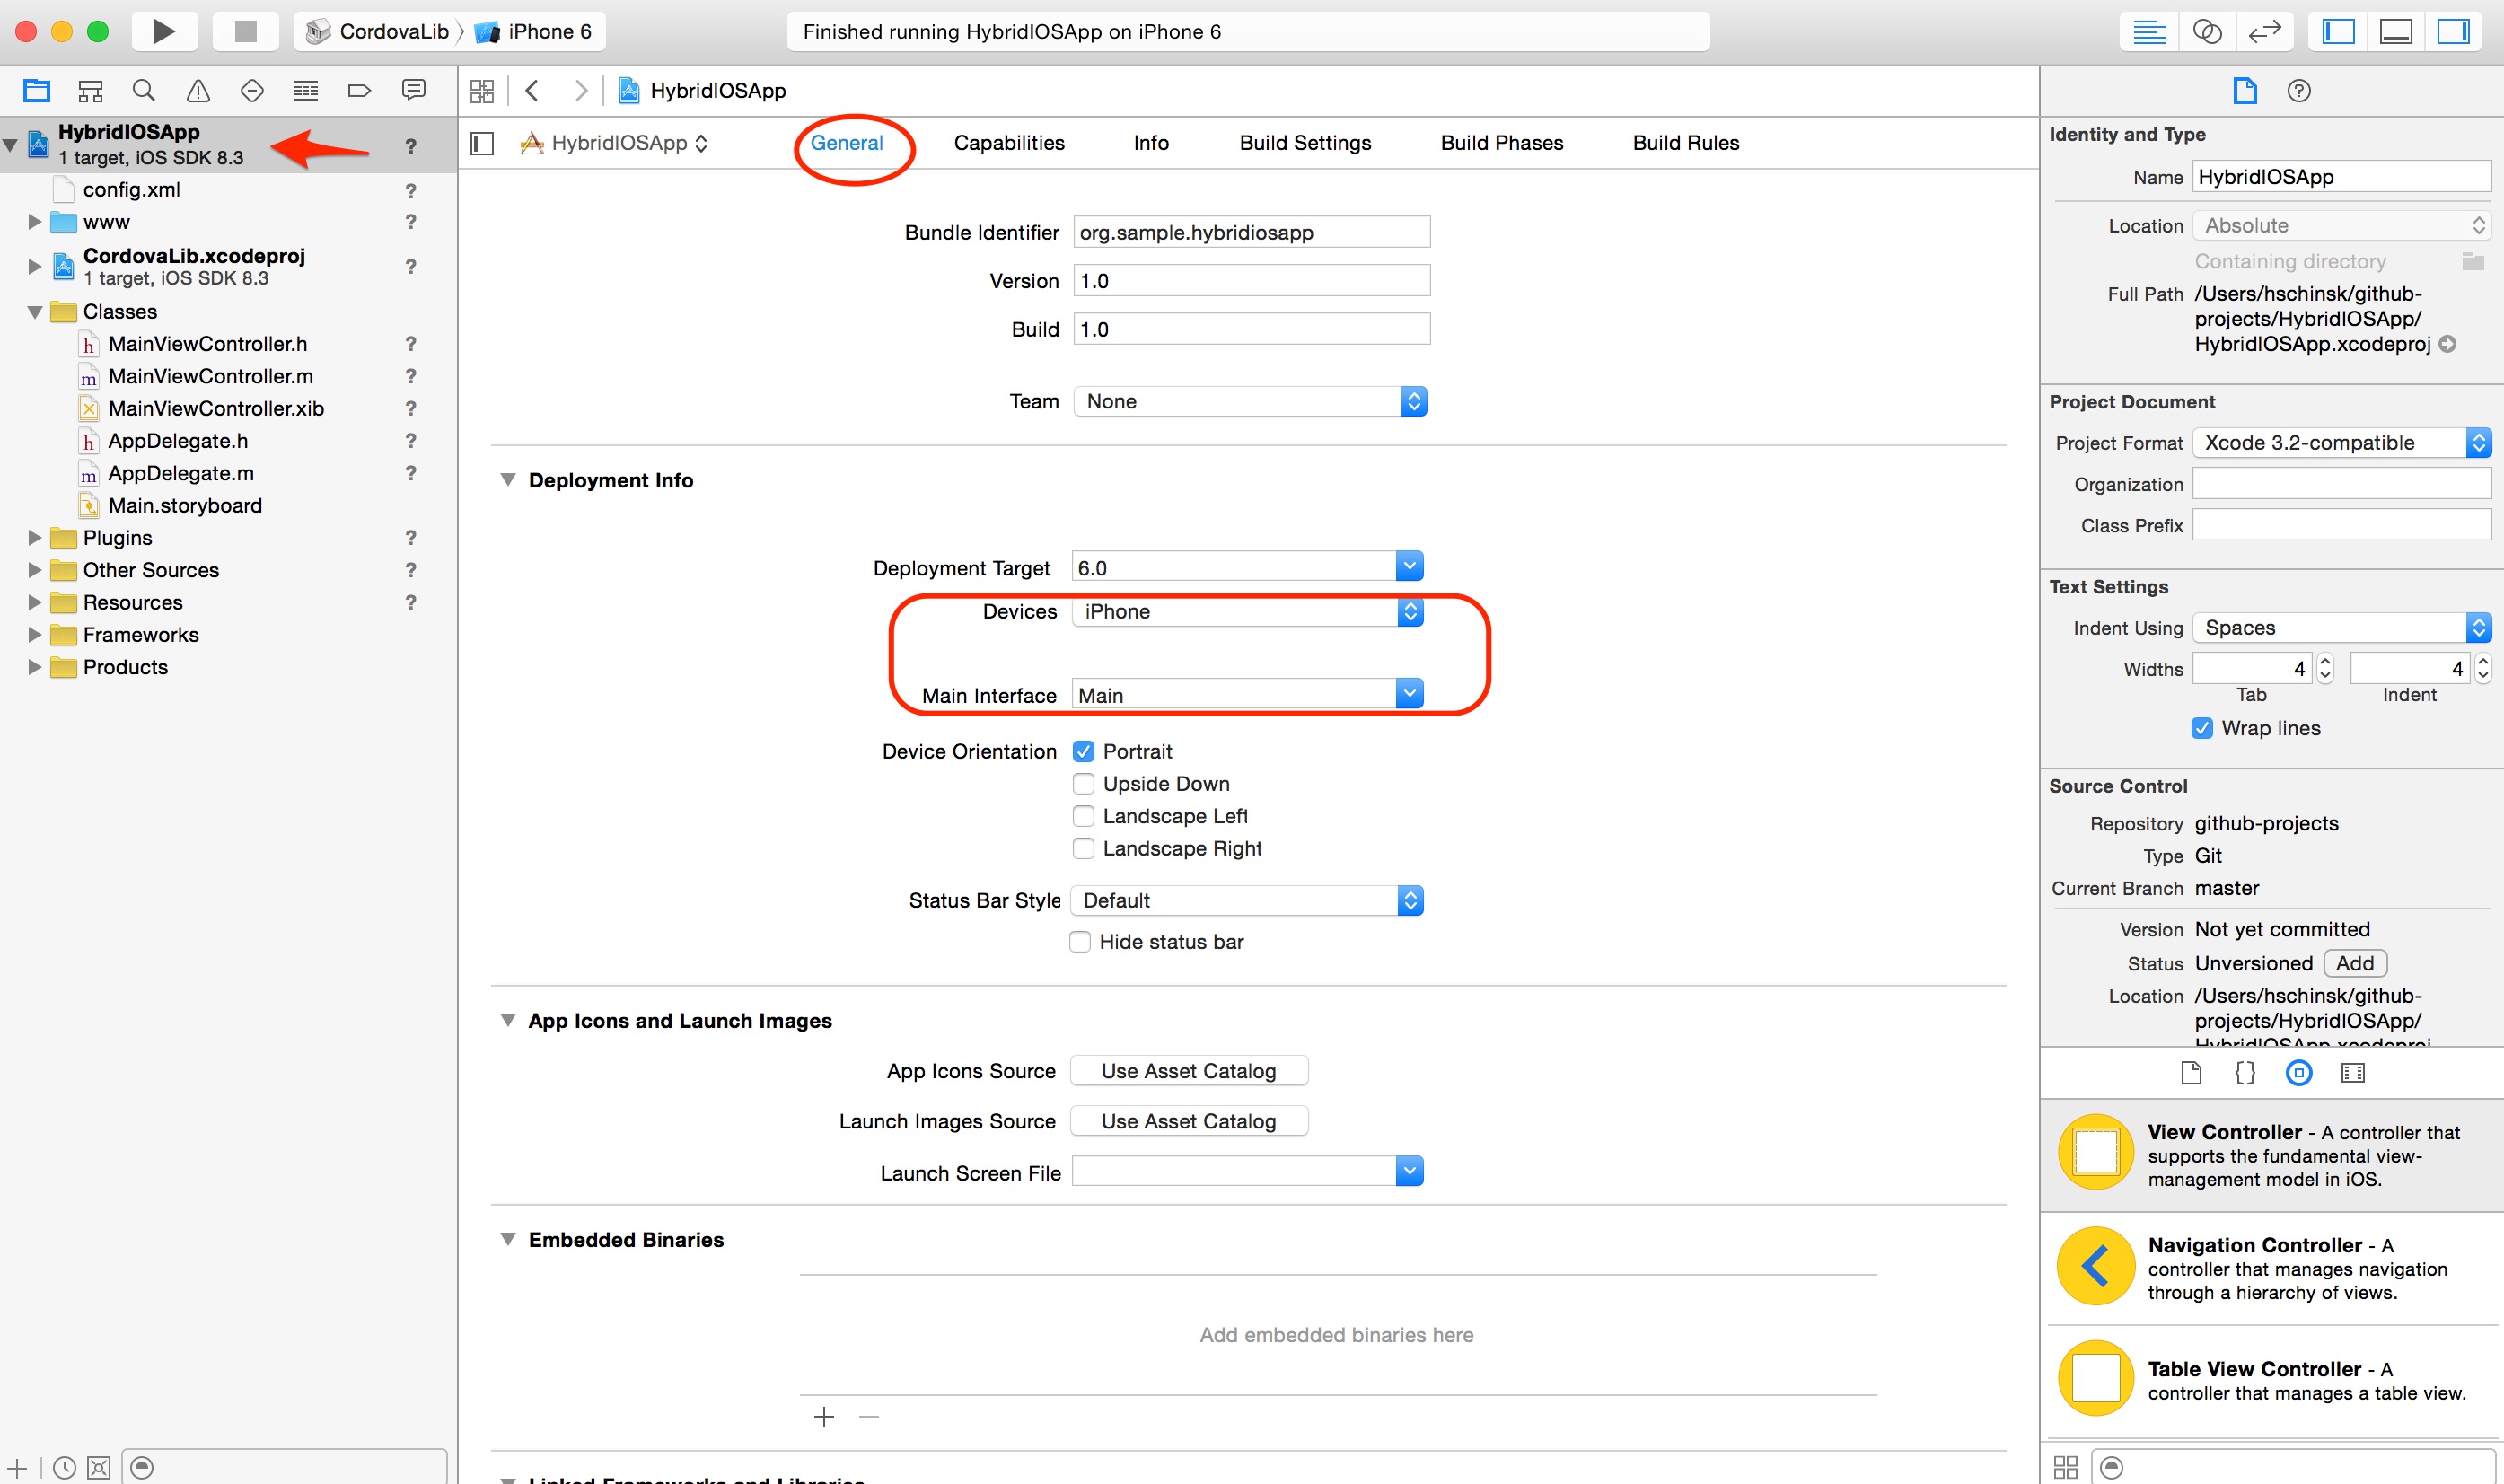 CordovaLib
iPhone 6
Finished running HybridIOSApp on iPhone 6
HybridIOSApp
HybridIOSApp
1 target, iOS SDK 8.3
?
config.xml
?
www
?
CordovaLib.xcodeproj
1 target, iOS SDK 8.3
?
Classes
MainViewController.h
?
MainViewController.m
?
MainViewController.xib
?
AppDelegate.h
?
AppDelegate.m
?
Main.storyboard
Plugins
?
Other Sources
?
Resources
?
Frameworks
Products
HybridIOSApp
General
Capabilities
Info
Build Settings
Build Phases
Build Rules
Bundle Identifier org.sample.hybridiosapp
Version 1.0
Build 1.0
Team None
Deployment Info
Deployment Target 6.0
Devices iPhone
Main Interface Main
Device Orientation Portrait
Upside Down
Landscape Left
Landscape Right
Status Bar Style Default
Hide status bar
App Icons and Launch Images
App Icons Source Use Asset Catalog
Launch Images Source Use Asset Catalog
Launch Screen File
Embedded Binaries
Add embedded binaries here
Linked Frameworks and Libraries
Identity and Type
Name HybridIOSApp
Location Absolute
Containing directory
Full Path /Users/hschinsk/github-
projects/HybridIOSApp/
HybridIOSApp.xcodeproj
Project Document
Project Format Xcode 3.2-compatible
Organization
Class Prefix
Text Settings
Indent Using Spaces
Widths 4 4
Tab Indent
Wrap lines
Source Control
Repository github-projects
Type Git
Current Branch master
Version Not yet committed
Status Unversioned Add
Location /Users/hschinsk/github-
projects/HybridIOSApp/
HybridIOSApp.xcodeproj
View Controller - A controller that
supports the fundamental view-
management model in iOS.
Navigation Controller - A
controller that manages navigation
through a hierarchy of views.
Table View Controller - A
controller that manages a table view.